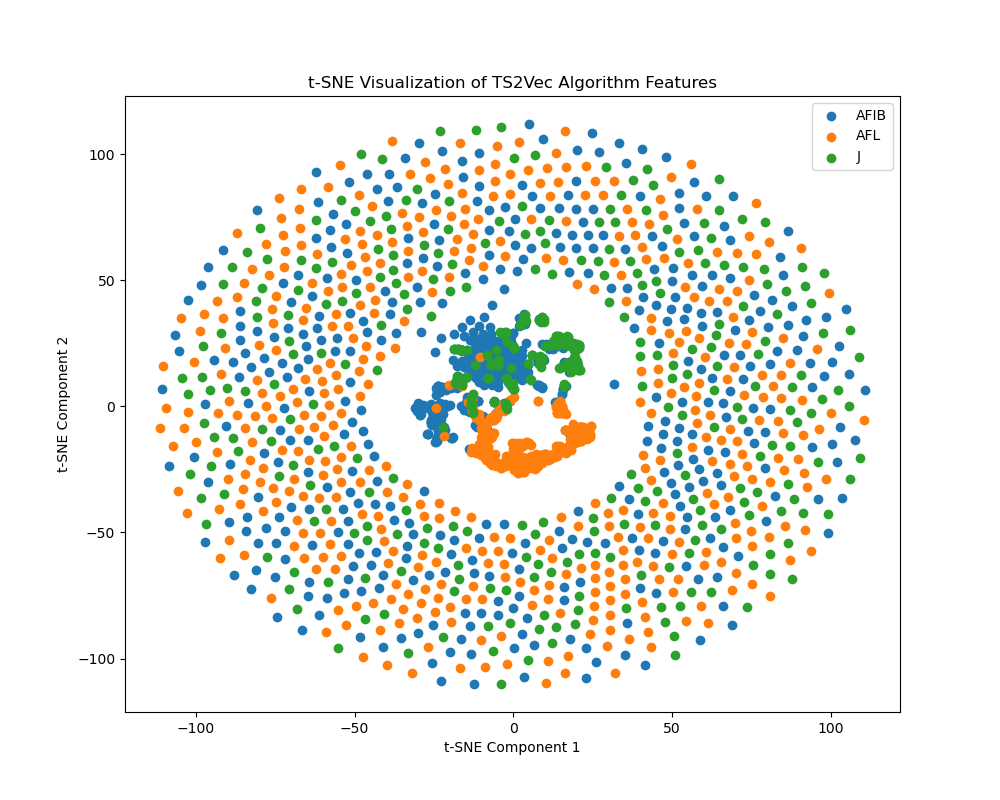 t-SNE Visualization of TS2Vec Algorithm Features
AFIB
AFL
J
100
50
0
−50
−100
t-SNE Component 2
−100
−50
0
50
100
t-SNE Component 1